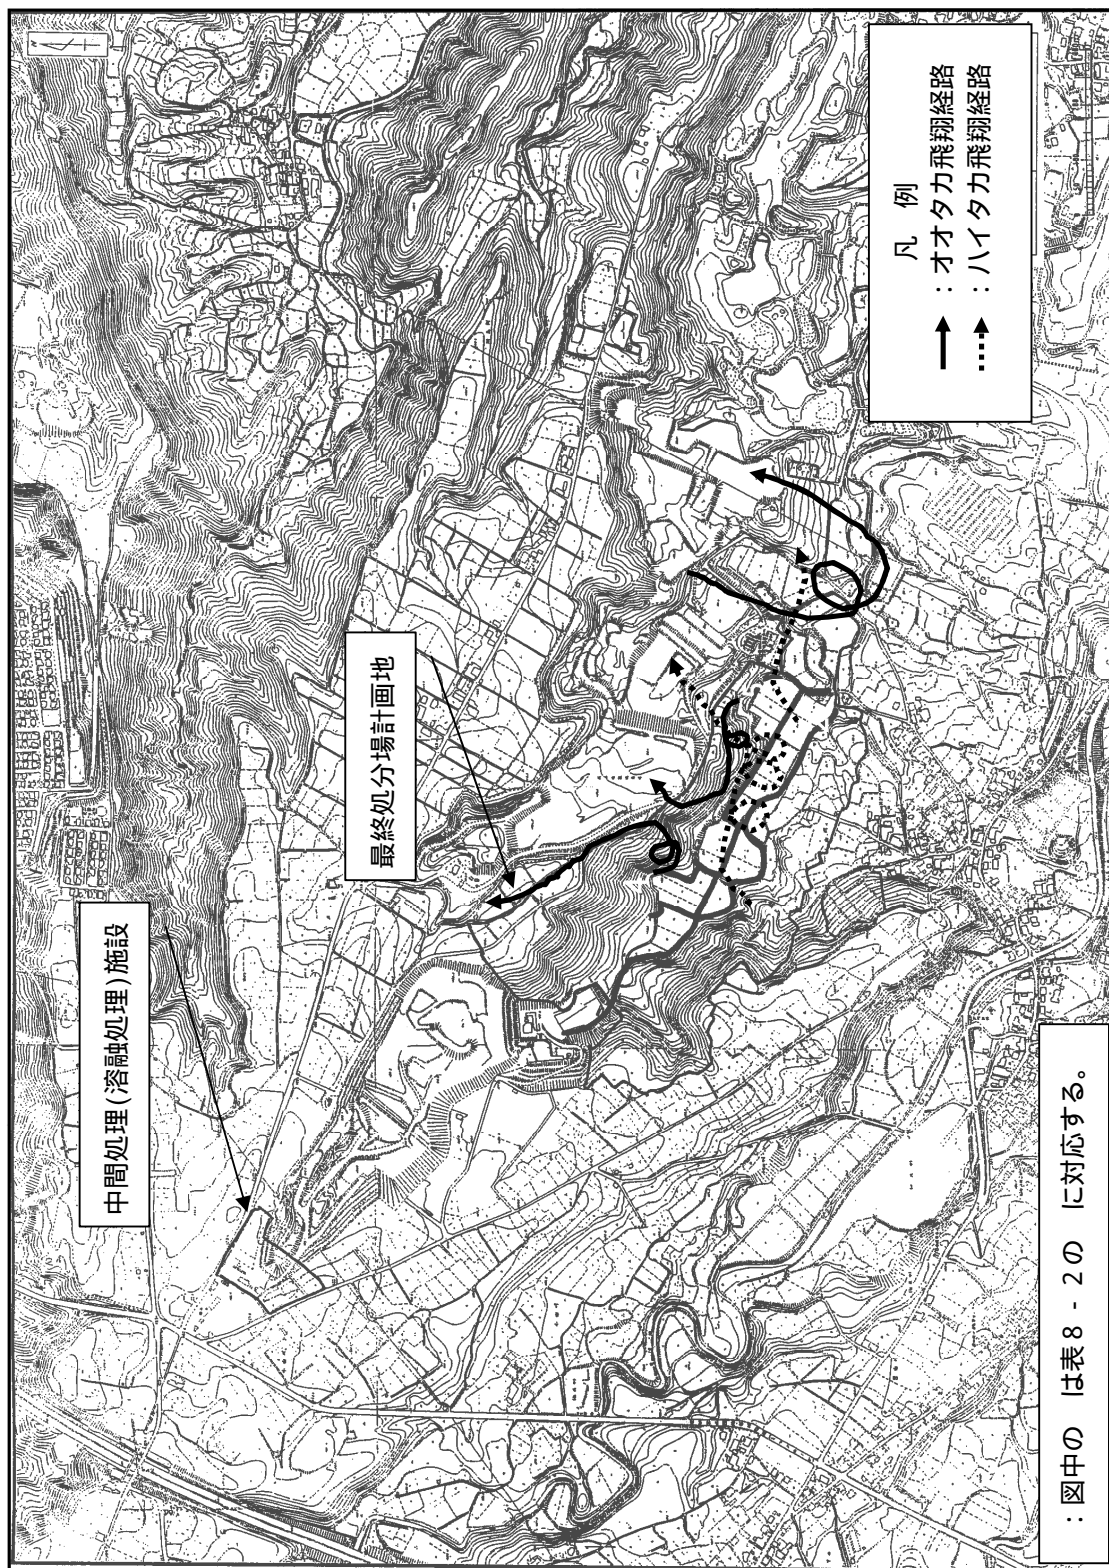 中間処理(溶融処理)施設
最終処分場計画地
凡 例
：オオタカ飛翔経路
：ハイタカ飛翔経路
：図中の は表８-２の に対応する。